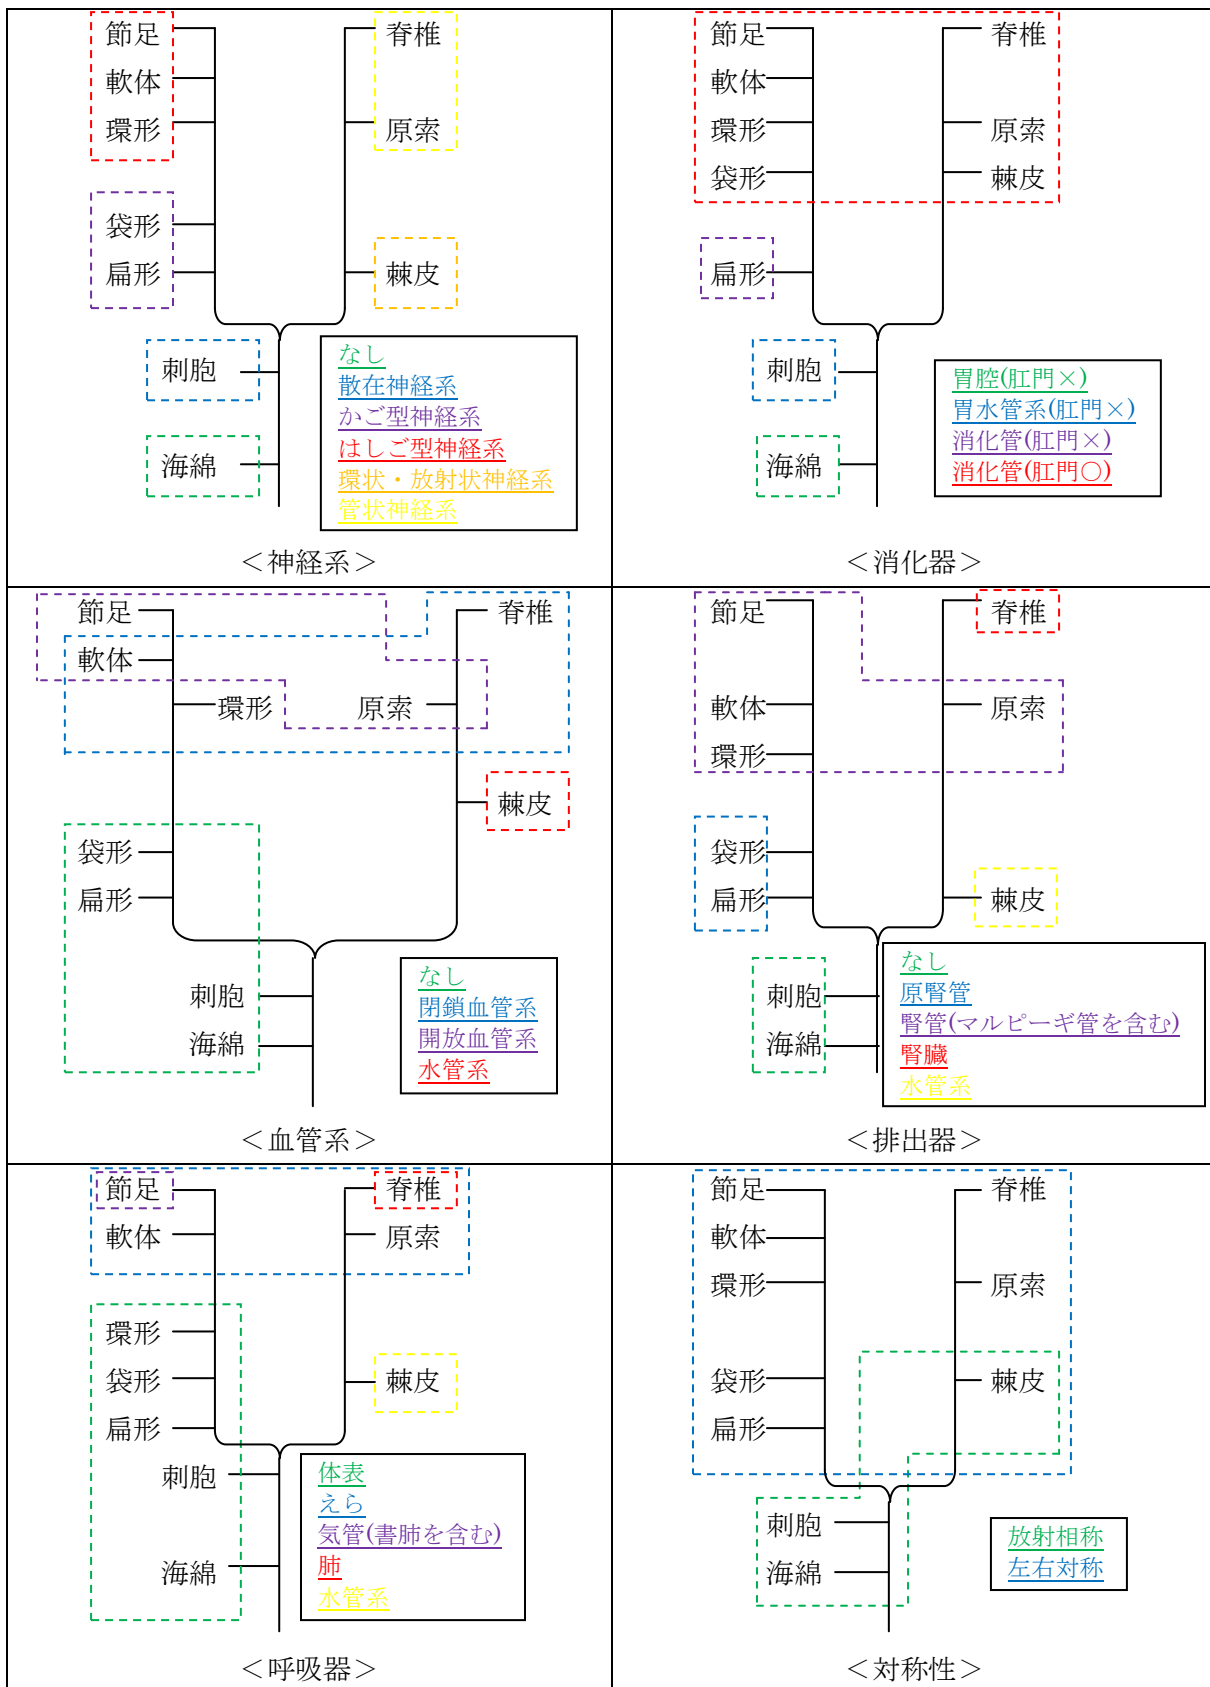 節足
軟体
環形
袋形
扁形
刺胞
海綿
脊椎
原索
棘皮
なし
散在神経系
かご型神経系
はしご型神経系
環状・放射状神経系
管状神経系
＜神経系＞
節足
軟体
環形
袋形
扁形
刺胞
海綿
脊椎
原索
棘皮
胃腔(肛門×)
胃水管系(肛門×)
消化管(肛門×)
消化管(肛門○)
＜消化器＞
節足
軟体
環形
袋形
扁形
刺胞
海綿
脊椎
原索
棘皮
なし
閉鎖血管系
開放血管系
水管系
＜血管系＞
節足
軟体
環形
袋形
扁形
刺胞
海綿
脊椎
原索
棘皮
なし
原腎管
腎管(マルピーギ管を含む)
腎臓
水管系
＜排出器＞
節足
軟体
環形
袋形
扁形
刺胞
海綿
脊椎
原索
棘皮
体表
えら
気管(書肺を含む)
肺
水管系
＜呼吸器＞
節足
軟体
環形
袋形
扁形
刺胞
海綿
脊椎
原索
棘皮
放射相称
左右対称
＜対称性＞